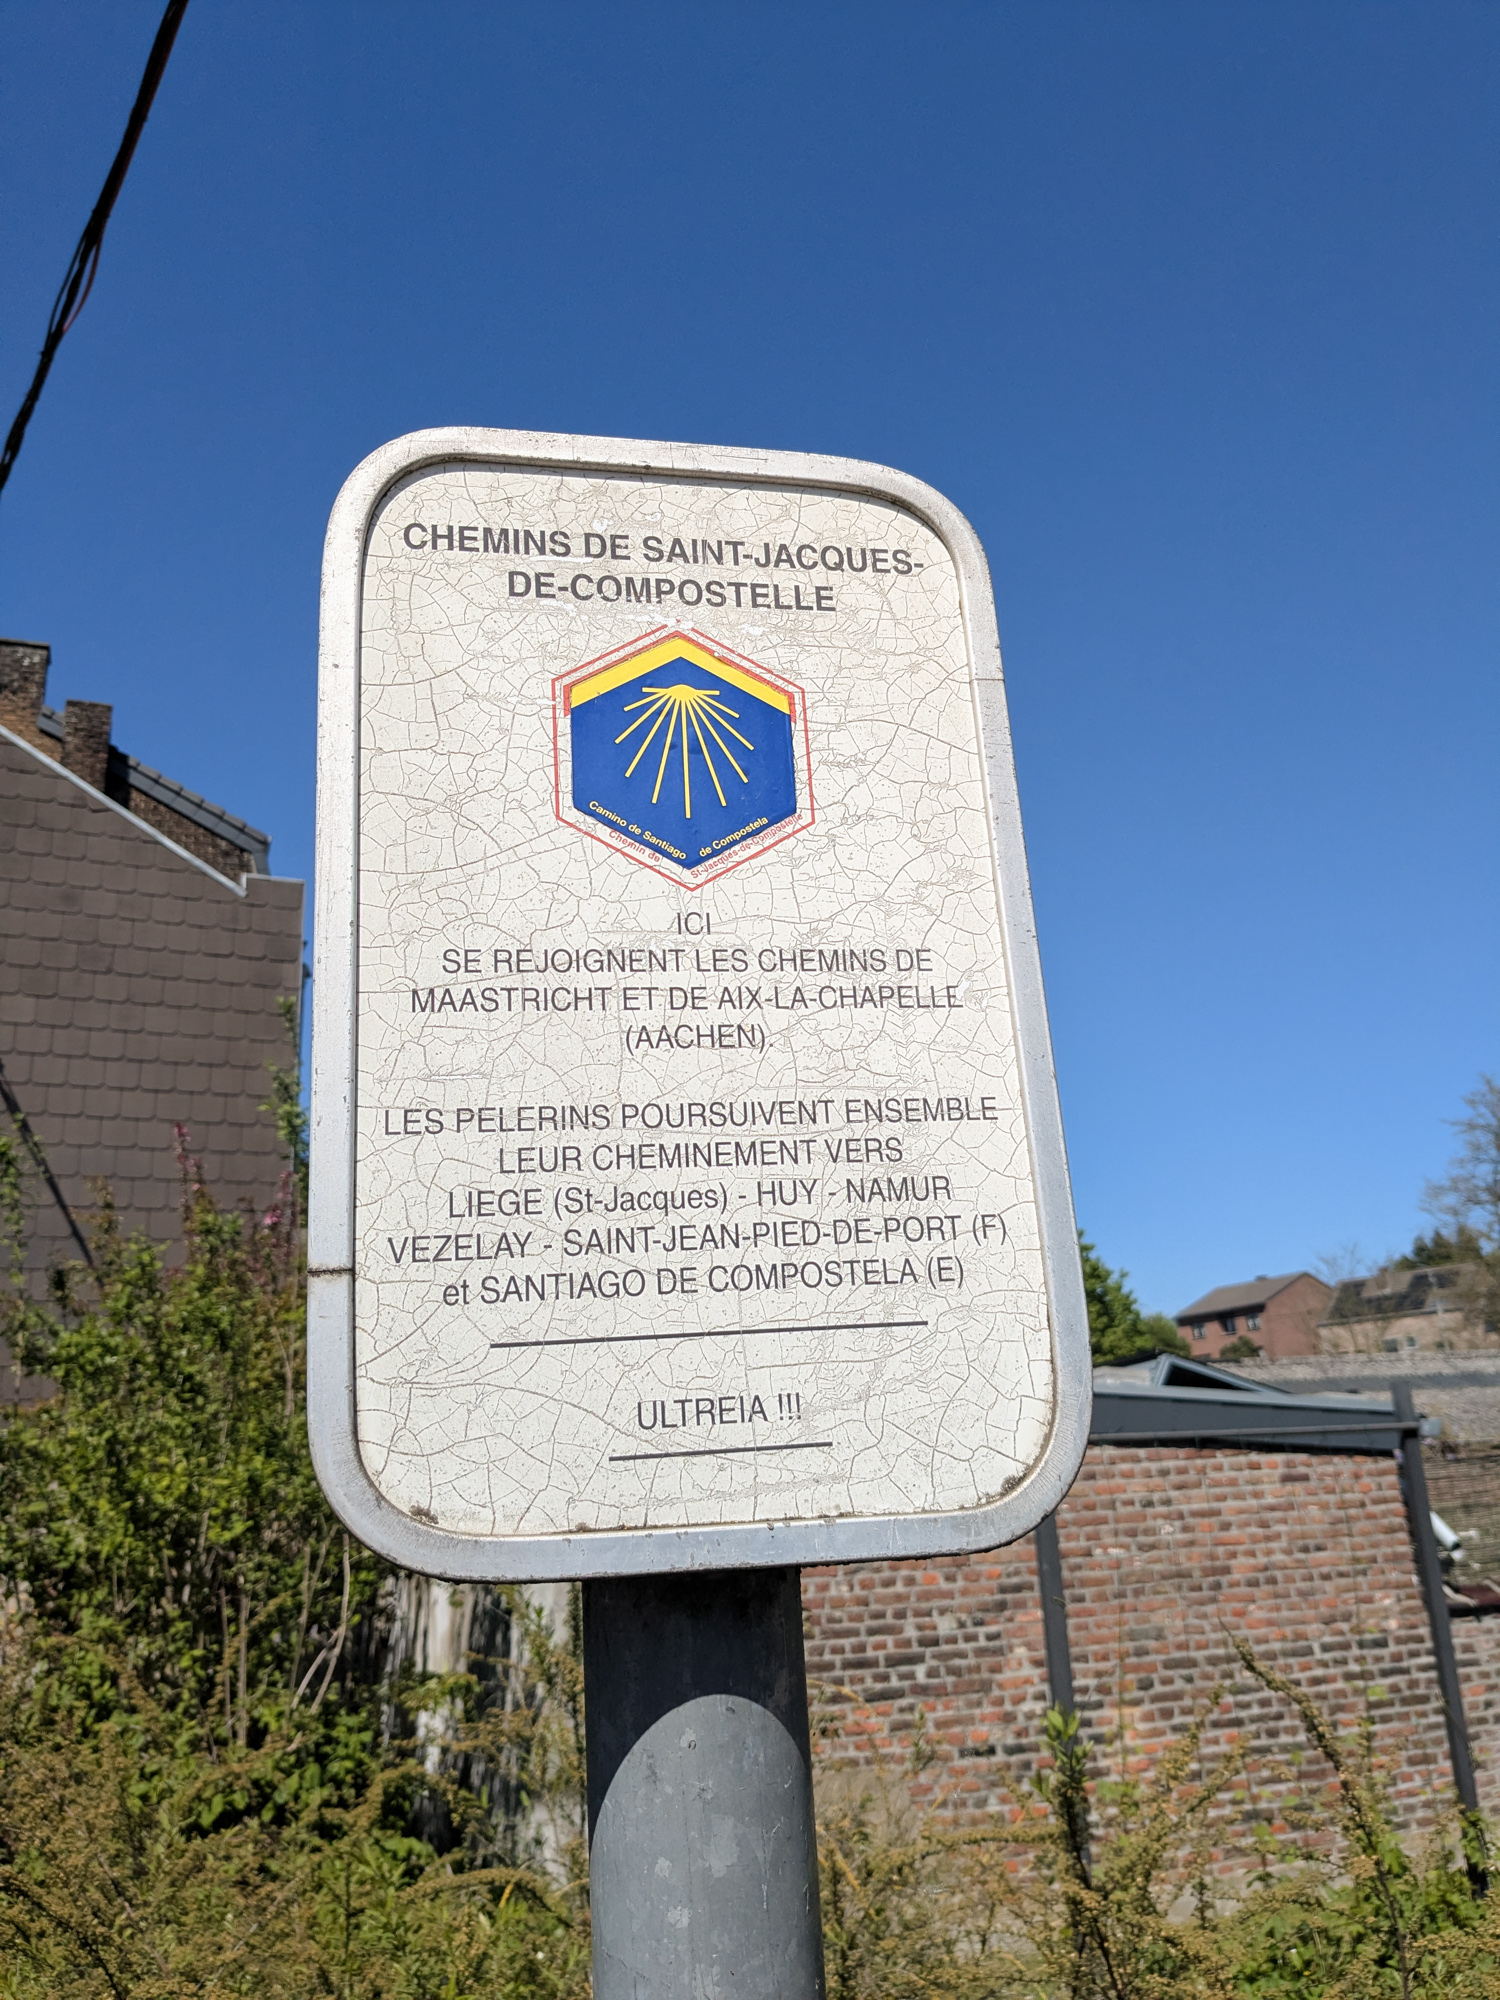 CHEMINS DE SAINT-JACQUES-
DE-COMPOSTELLE
Camino de Santiago de Compostela
Chemin de St-Jacques-de-Compostelle
ICI
SE REJOIGNENT LES CHEMINS DE
MAASTRICHT ET DE AIX-LA-CHAPELLE
(AACHEN).
LES PELERINS POURSUIVENT ENSEMBLE
LEUR CHEMINEMENT VERS
LIEGE (St-Jacques) - HUY - NAMUR
VEZELAY - SAINT-JEAN-PIED-DE-PORT (F)
et SANTIAGO DE COMPOSTELA (E)
ULTREIA !!!